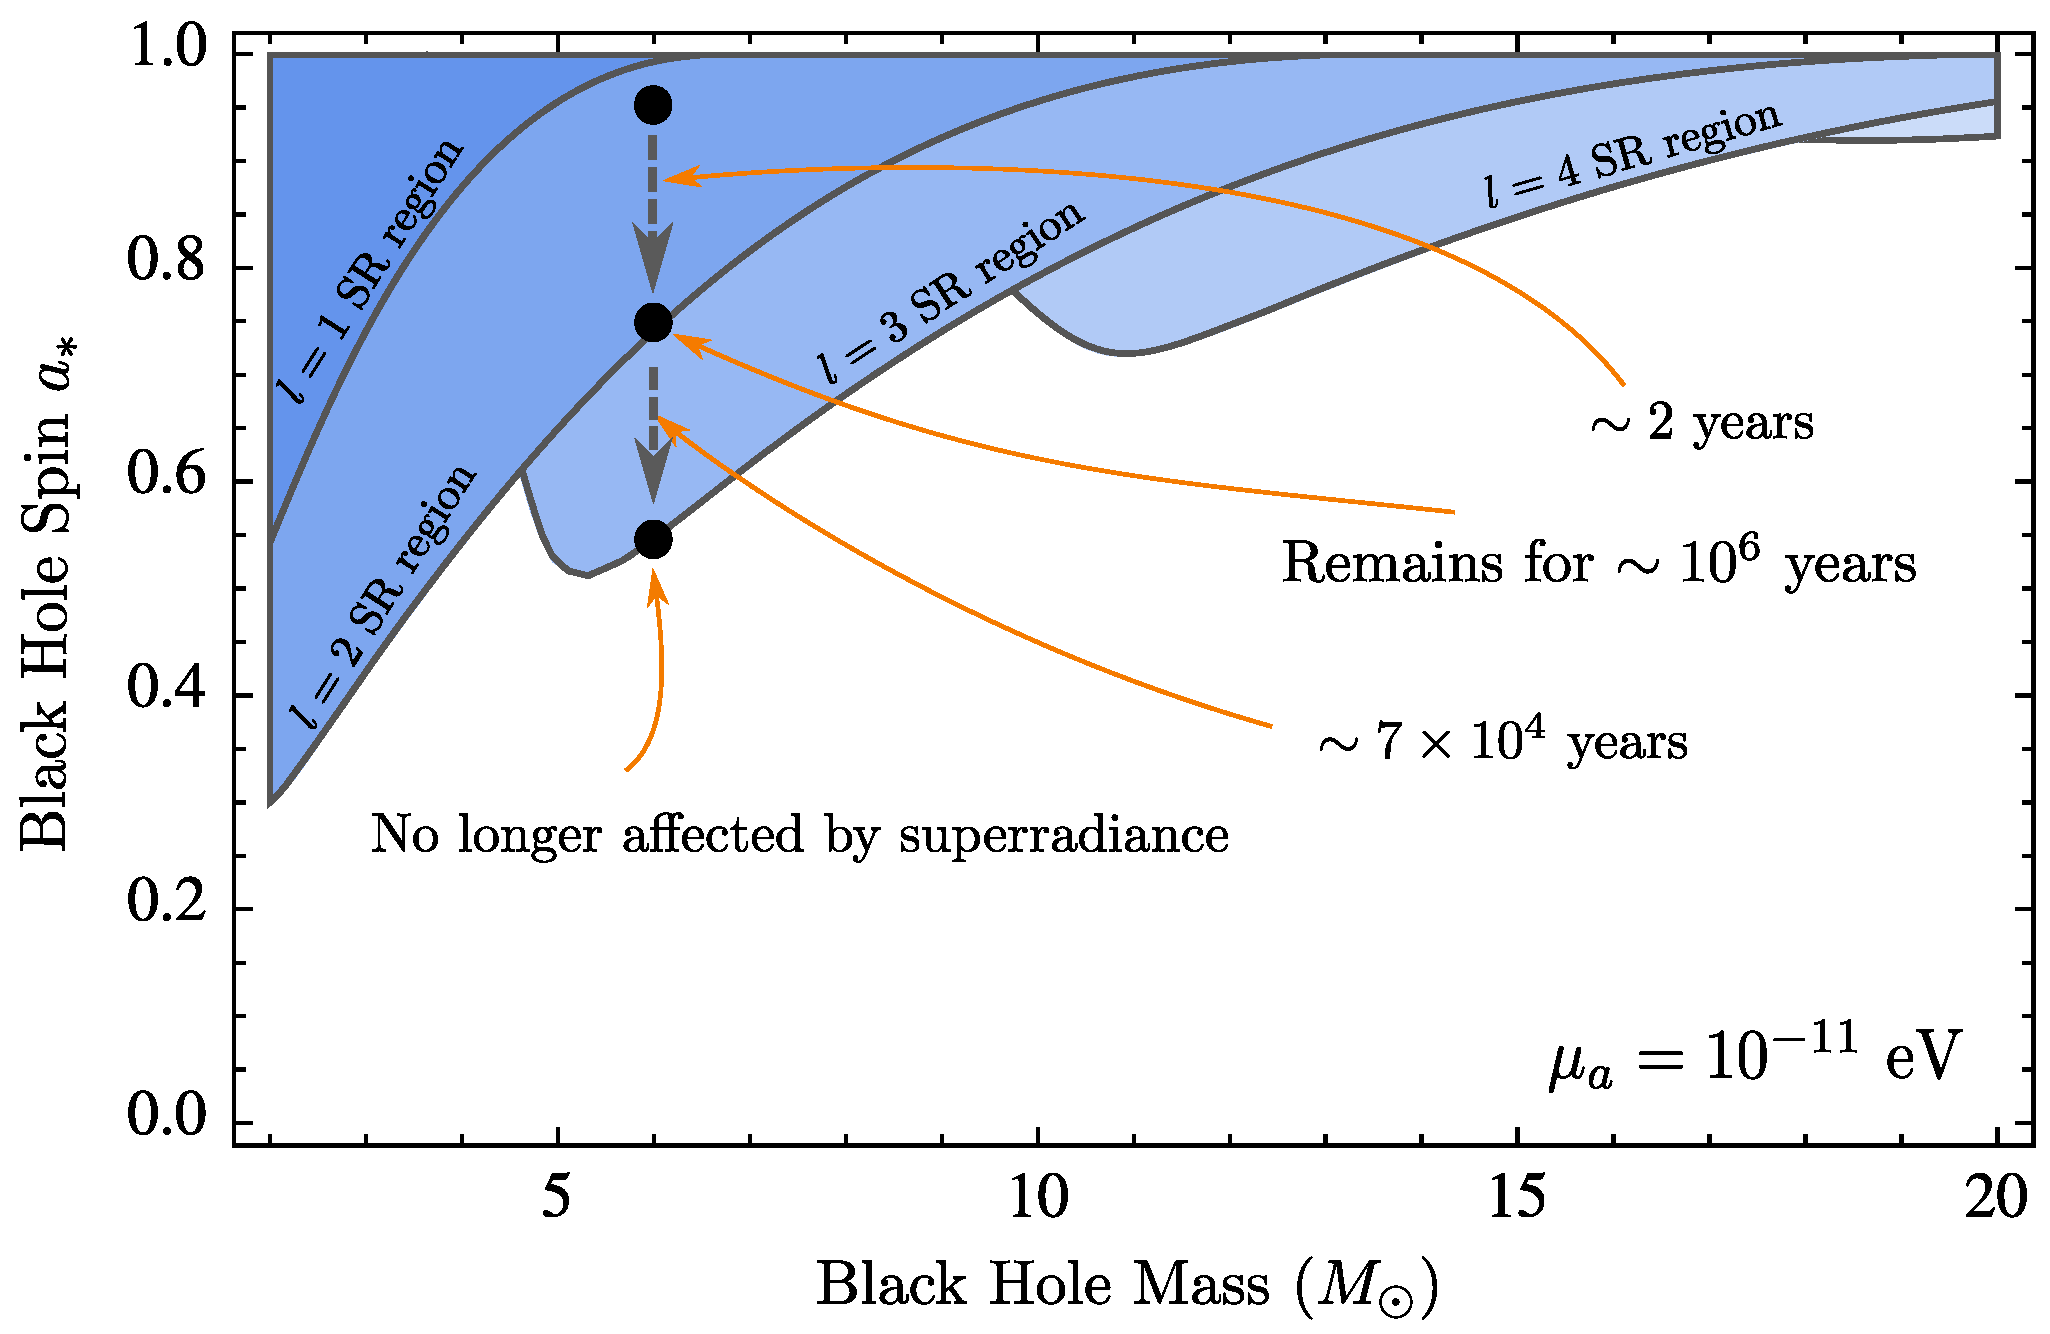 1.0
0.8
0.6
0.4
0.2
0.0
Black Hole Spin a*
l = 1 SR region
l = 2 SR region
l = 3 SR region
l = 4 SR region
∼ 2 years
Remains for ∼ 10⁶ years
∼ 7 × 10⁴ years
No longer affected by superradiance
μₐ = 10⁻¹¹ eV
5 10 15 20
Black Hole Mass (M⊙)